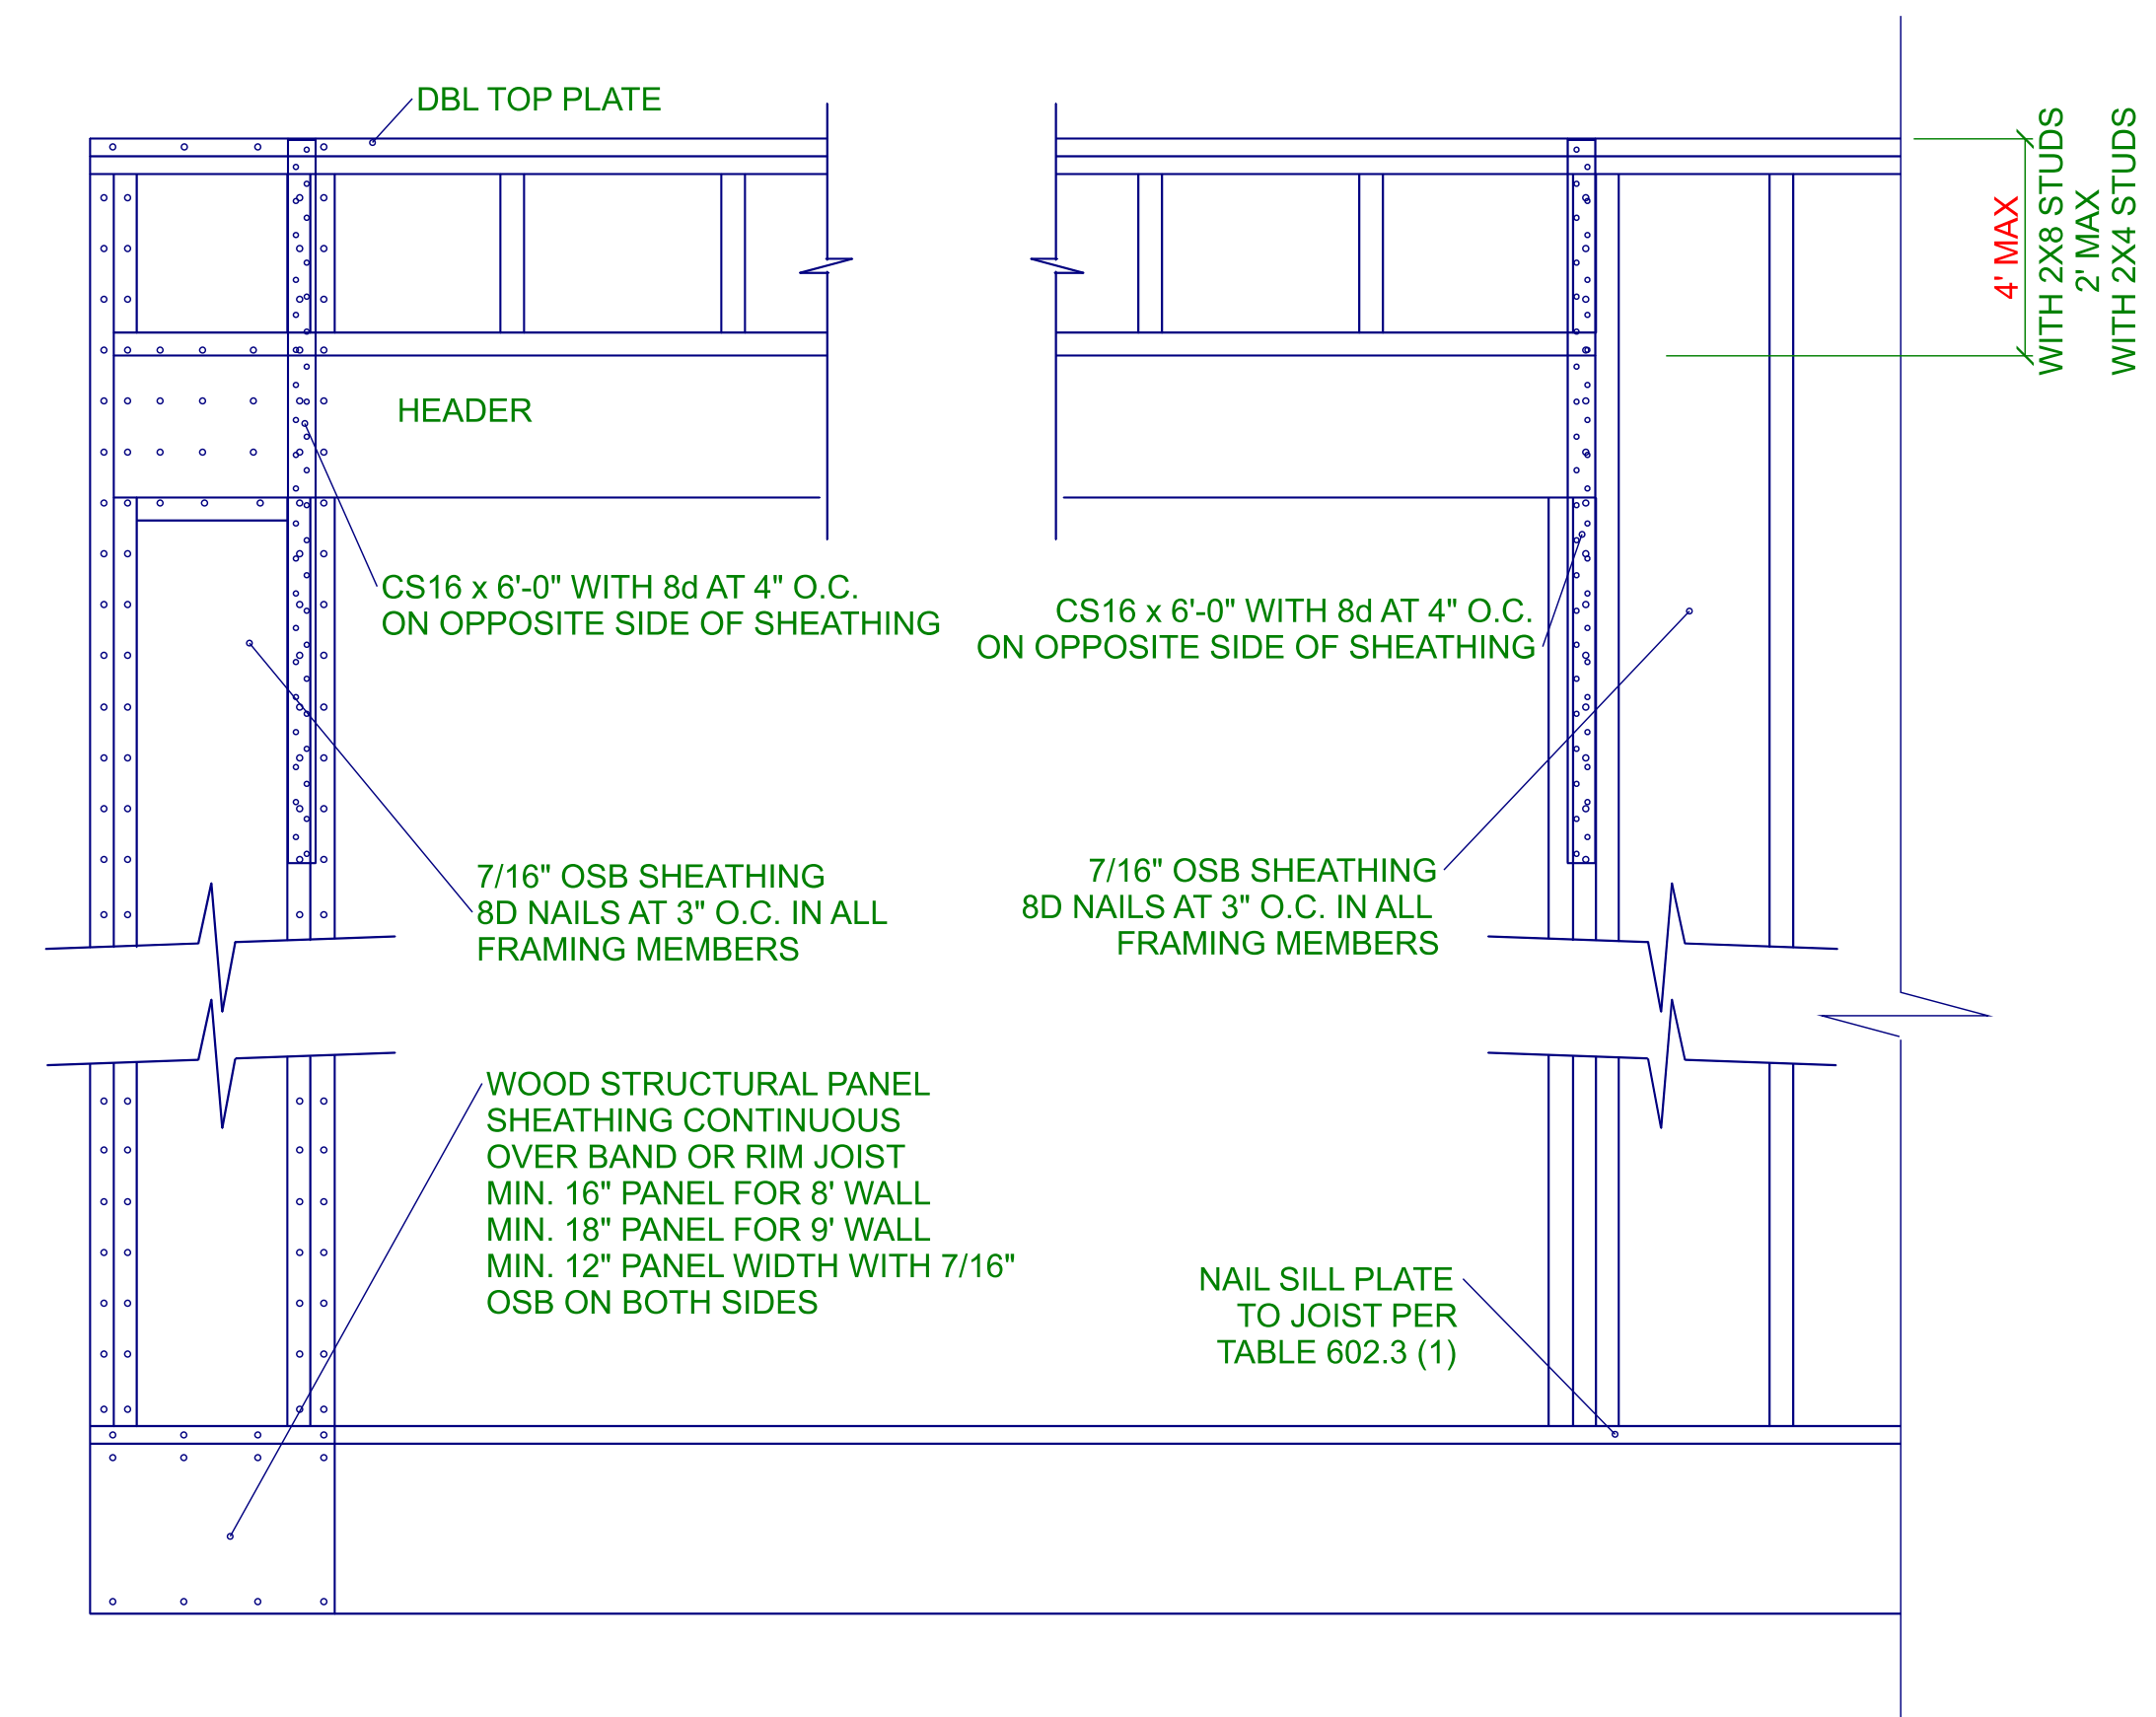 DBL TOP PLATE
4' MAX
WITH 2X8 STUDS
2' MAX
WITH 2X4 STUDS
HEADER
CS16 x 6'-0" WITH 8d AT 4" O.C.
ON OPPOSITE SIDE OF SHEATHING
CS16 x 6'-0" WITH 8d AT 4" O.C.
ON OPPOSITE SIDE OF SHEATHING
7/16" OSB SHEATHING
8D NAILS AT 3" O.C. IN ALL
FRAMING MEMBERS
7/16" OSB SHEATHING
8D NAILS AT 3" O.C. IN ALL
FRAMING MEMBERS
WOOD STRUCTURAL PANEL
SHEATHING CONTINUOUS
OVER BAND OR RIM JOIST
MIN. 16" PANEL FOR 8' WALL
MIN. 18" PANEL FOR 9' WALL
MIN. 12" PANEL WIDTH WITH 7/16"
OSB ON BOTH SIDES
NAIL SILL PLATE
TO JOIST PER
TABLE 602.3 (1)